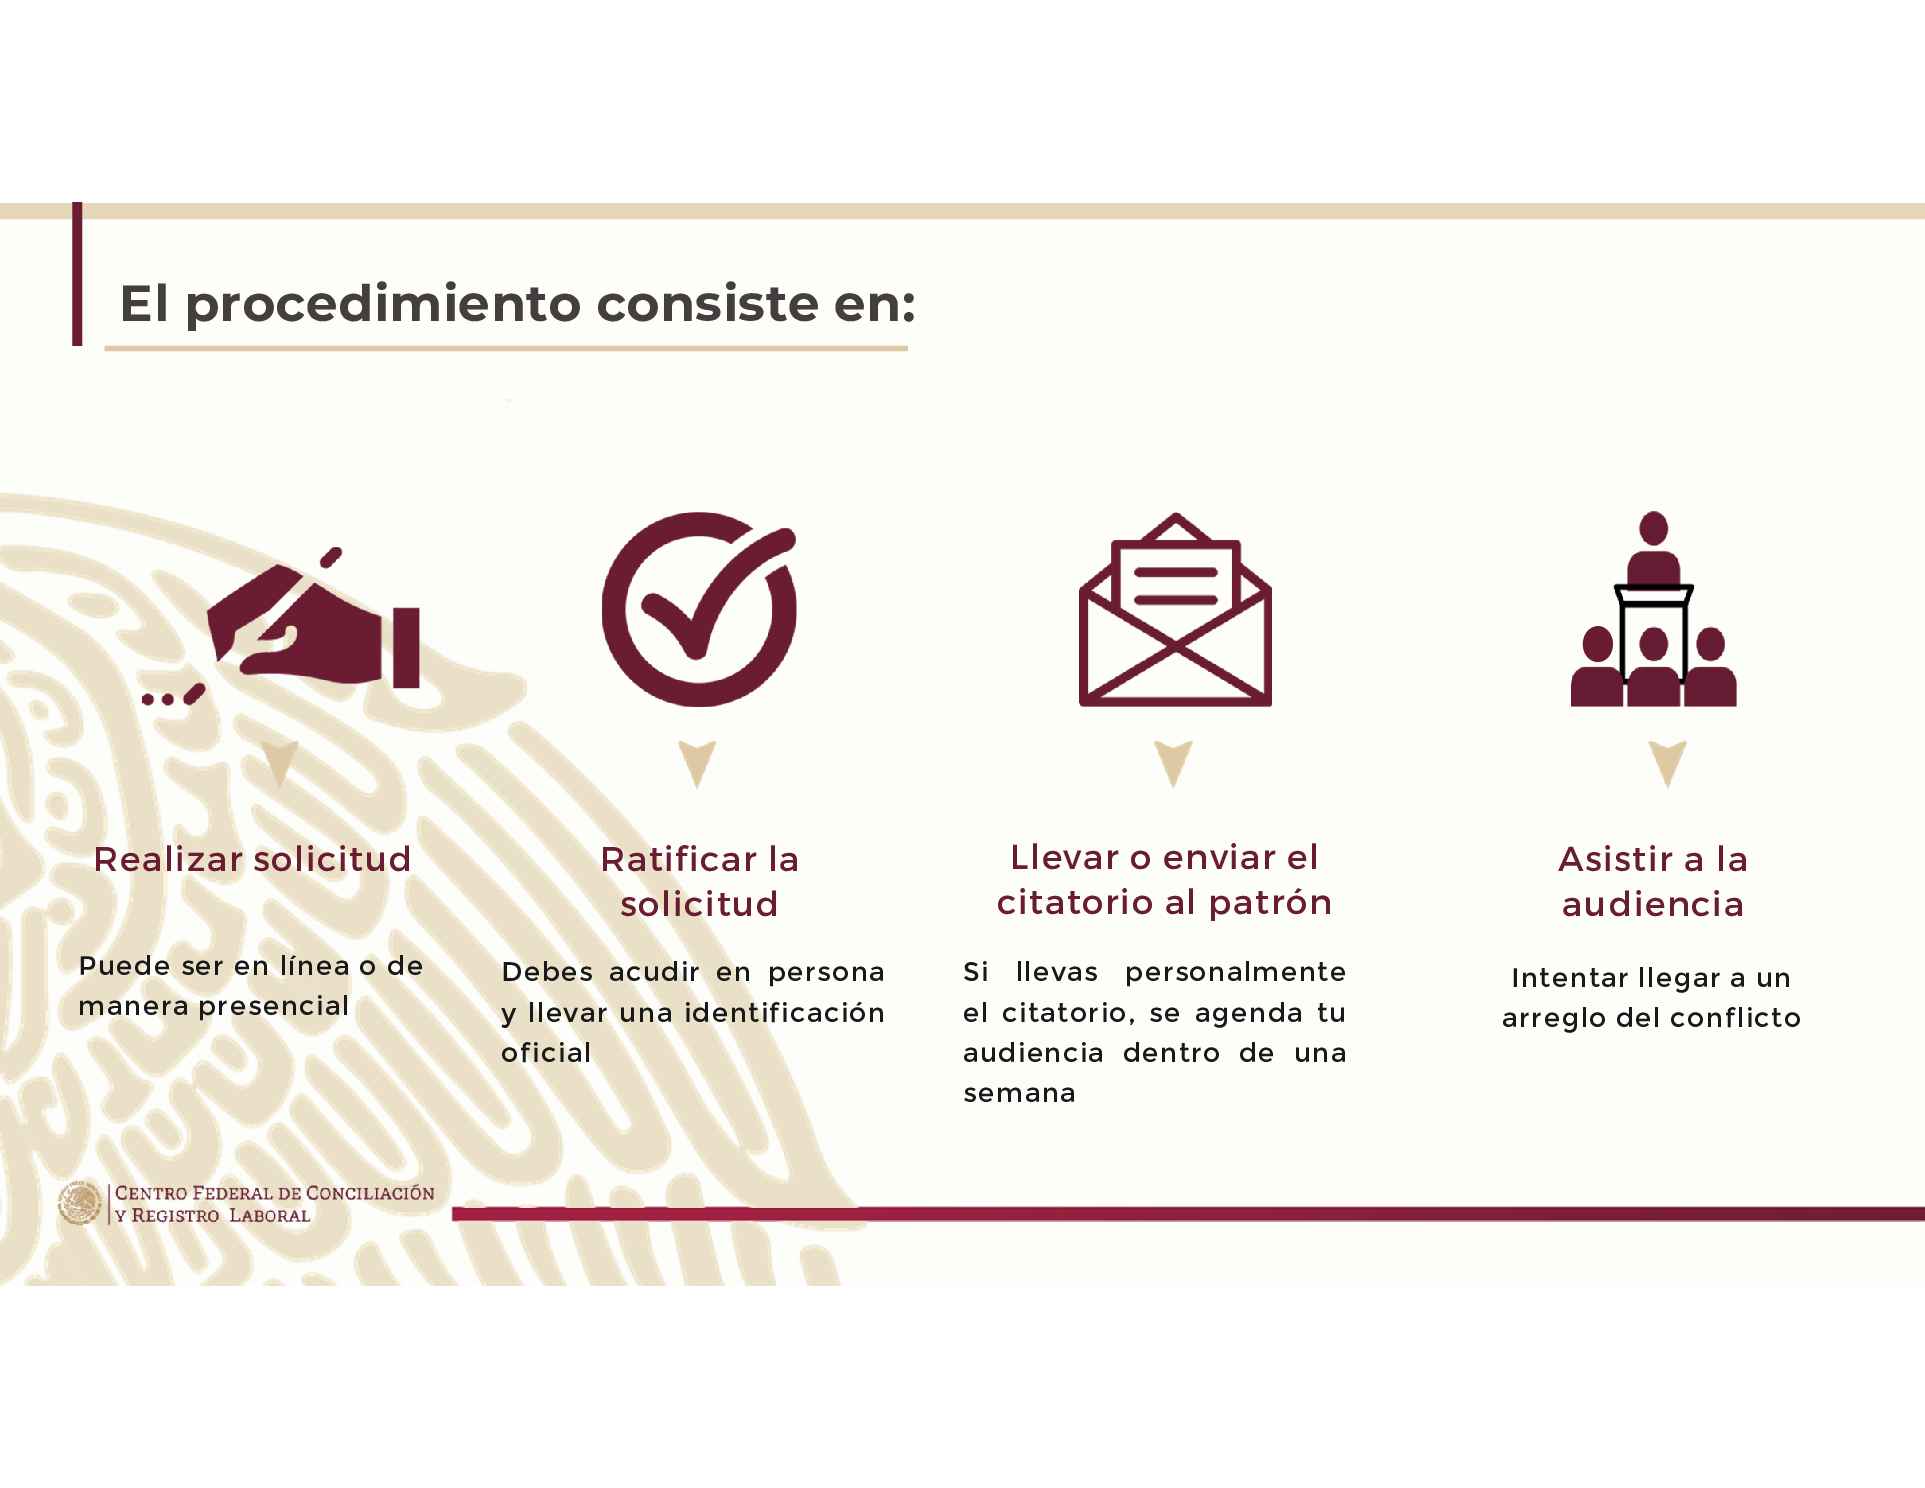 El procedimiento consiste en:
Realizar solicitud
Puede ser en línea o de
manera presencial
Ratificar la
solicitud
Debes acudir en persona
y llevar una identificación
oficial
Llevar o enviar el
citatorio al patrón
Si llevas personalmente
el citatorio, se agenda tu
audiencia dentro de una
semana
Asistir a la
audiencia
Intentar llegar a un
arreglo del conflicto
CENTRO FEDERAL DE CONCILIACIÓN
Y REGISTRO LABORAL